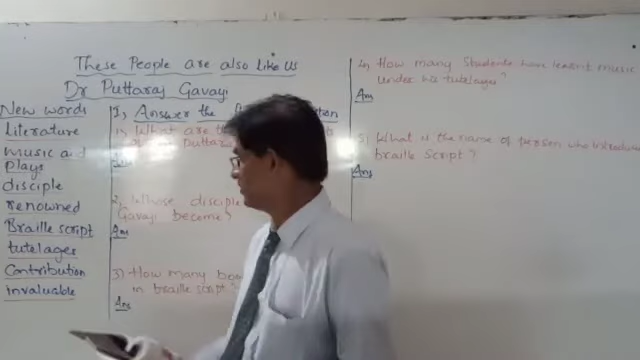 These People are also Like Us
Dr Puttaraj Gavayi
New words
Literature
music and
Plays
disciple
renowned
Braille script
tutelages
Contribution
invaluable
I, Answer the
1, What are the
Puttara
Ans
2, Whose disciple
Gavayi become?
Ans
3) How many
in braille script?
Ans
4) How many Students have learnt music
under his tutelages?
Ans
5) What is the name of person who introduce
braille script?
Ans